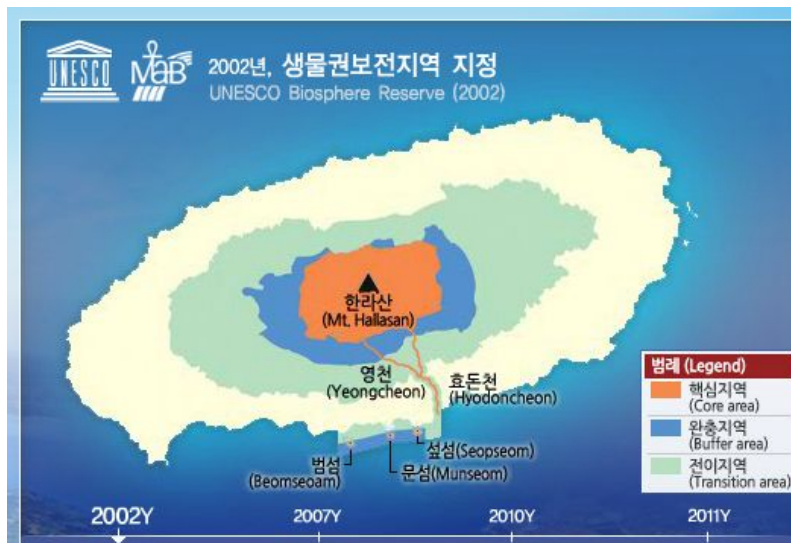 UNESCO
MaB
2002년, 생물권보전지역 지정
UNESCO Biosphere Reserve (2002)
한라산
(Mt. Hallasan)
영천
(Yeongcheon)
효돈천
(Hyodoncheon)
섶섬(Seopseom)
범섬
(Beomseoam)
문섬(Munseom)
범례 (Legend)
핵심지역
(Core area)
완충지역
(Buffer area)
전이지역
(Transition area)
2002Y
2007Y
2010Y
2011Y